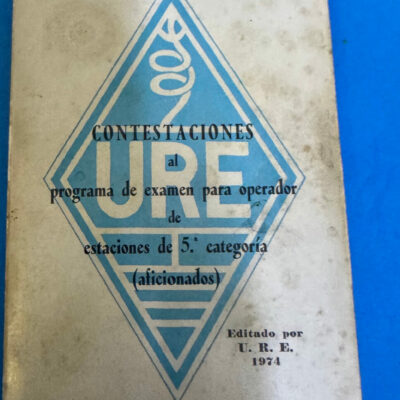 CONTESTACIONES
al
URE
programa de examen para operador
de
estaciones de 5.ª categoría
(aficionados)
Editado por
U. R. E.
1974